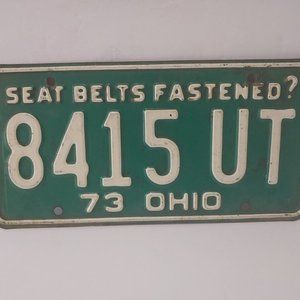 SEAT BELTS FASTENED?
8415 UT
73 OHIO